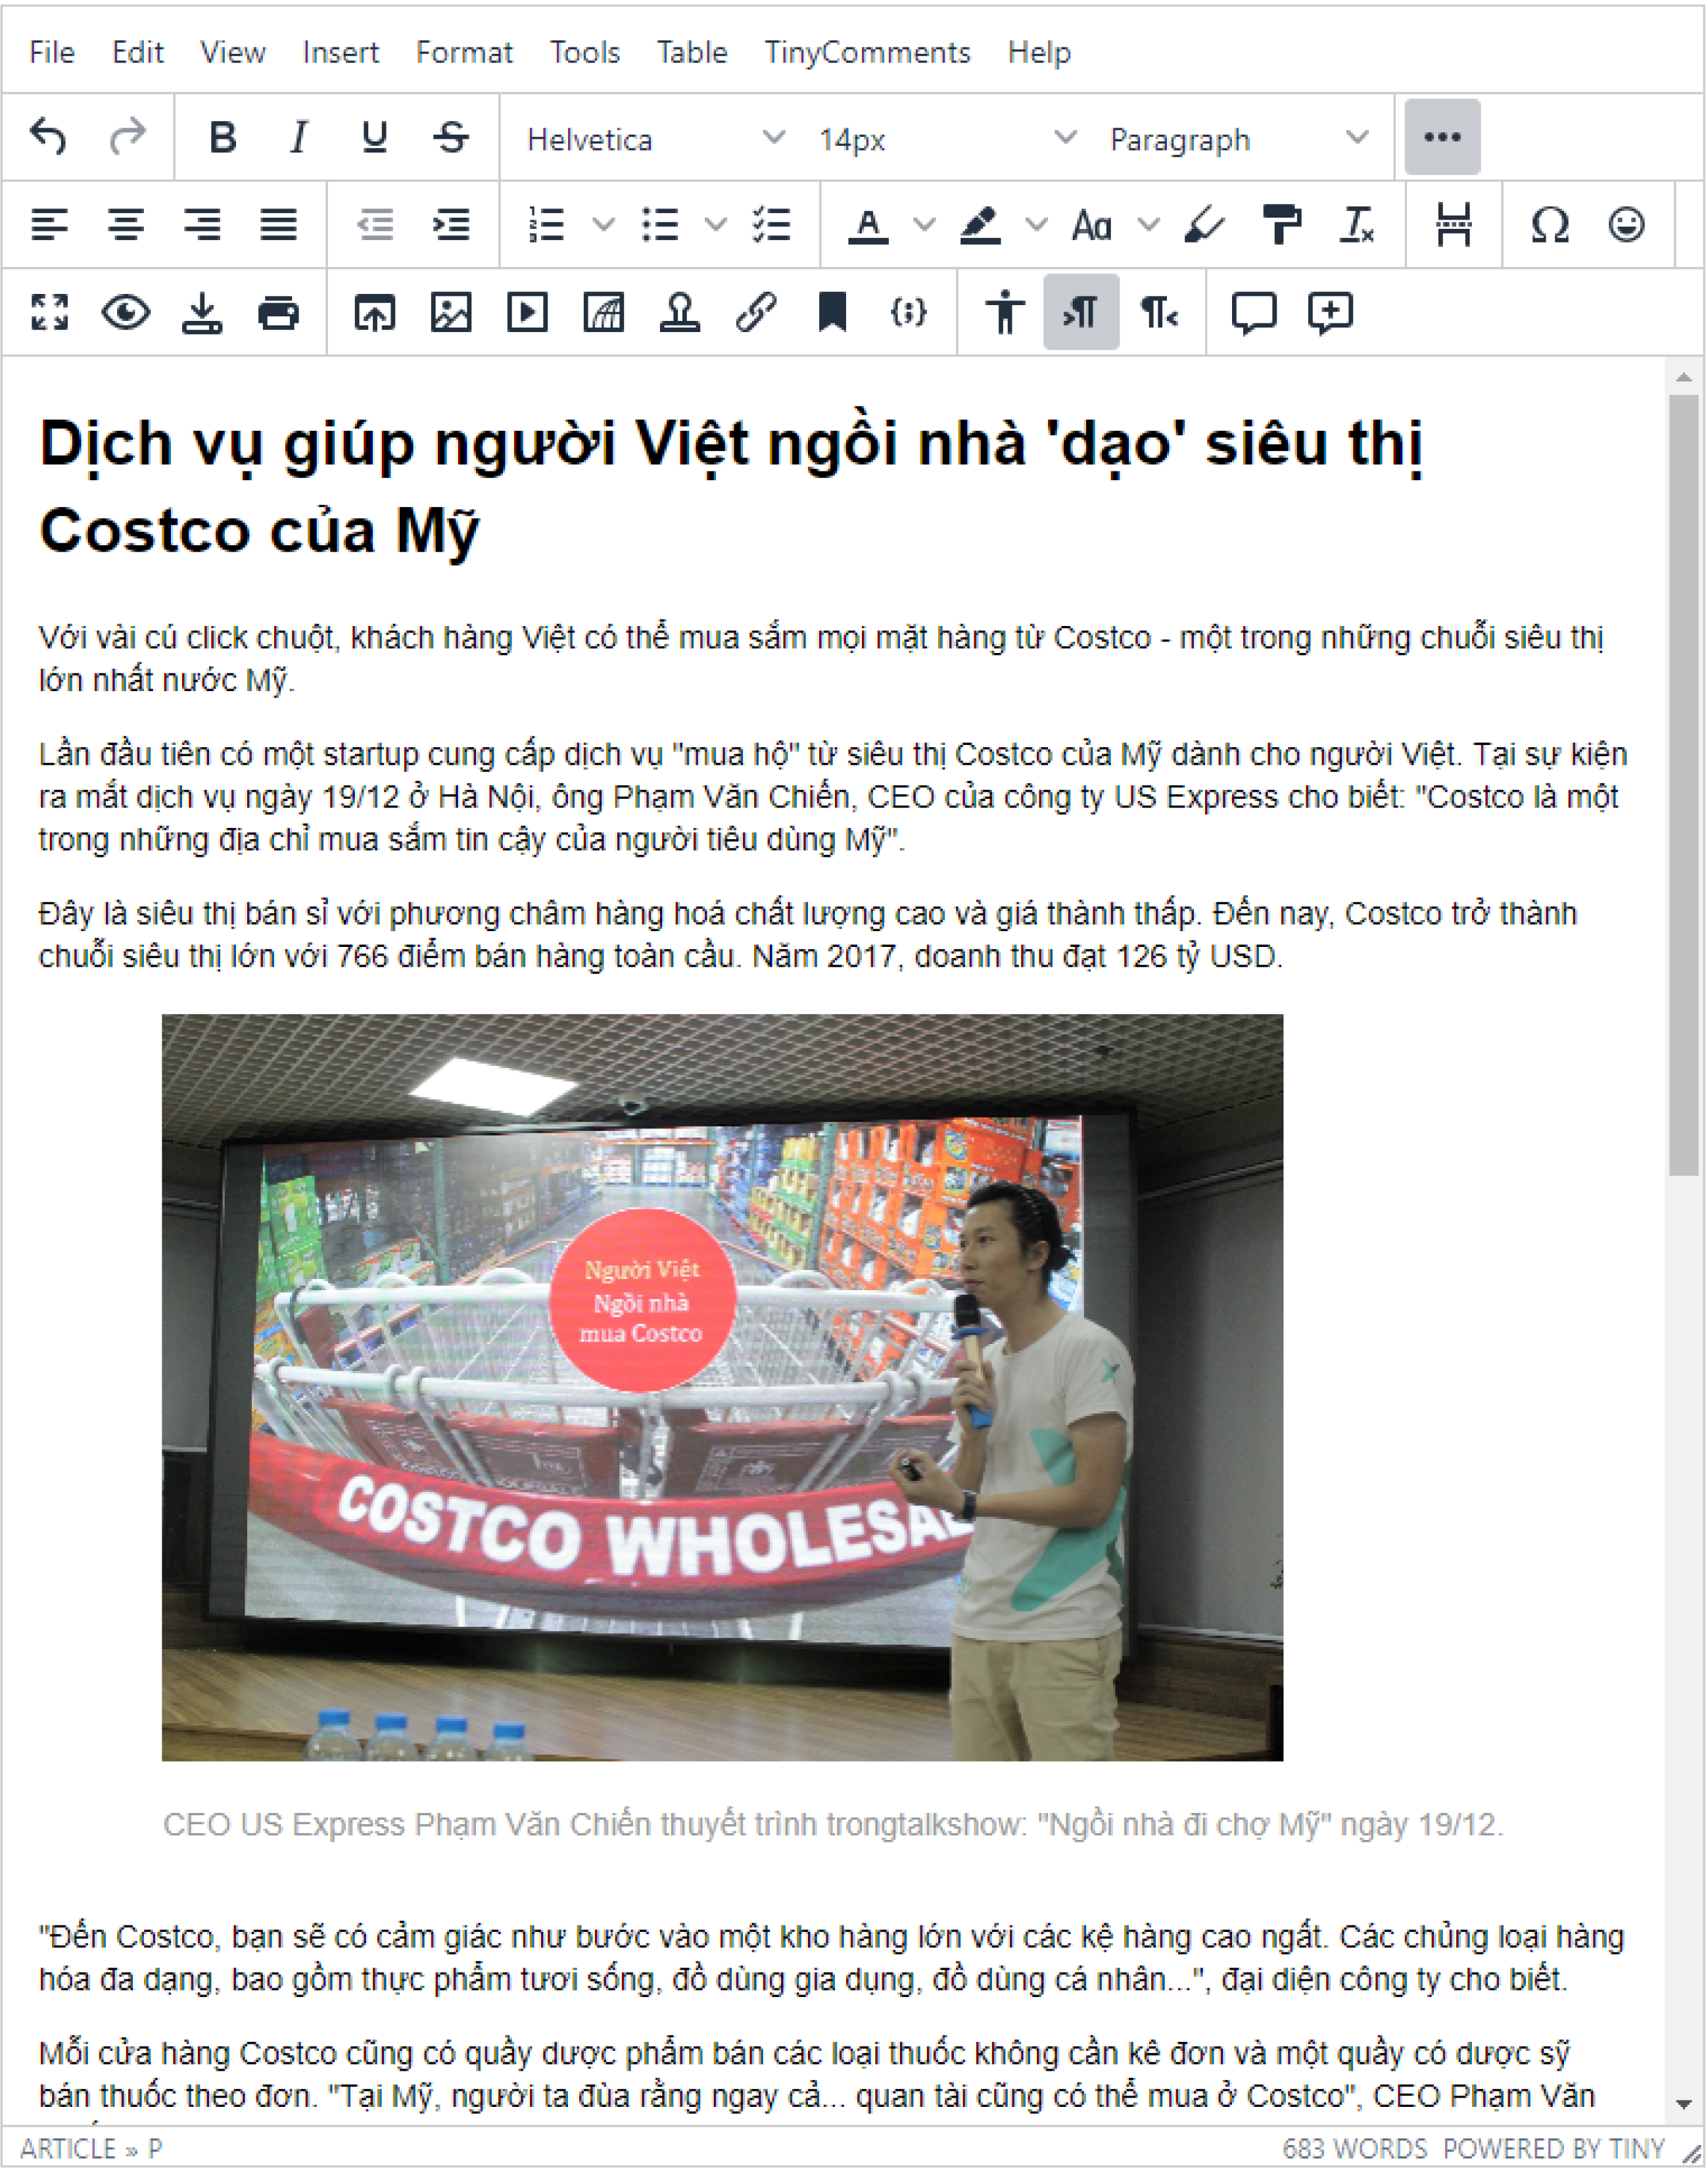 File Edit View Insert Format Tools Table TinyComments Help
Helvetica 14px Paragraph
Dịch vụ giúp người Việt ngồi nhà 'dạo' siêu thị
Costco của Mỹ
Với vài cú click chuột, khách hàng Việt có thể mua sắm mọi mặt hàng từ Costco - một trong những chuỗi siêu thị
lớn nhất nước Mỹ.
Lần đầu tiên có một startup cung cấp dịch vụ "mua hộ" từ siêu thị Costco của Mỹ dành cho người Việt. Tại sự kiện
ra mắt dịch vụ ngày 19/12 ở Hà Nội, ông Phạm Văn Chiến, CEO của công ty US Express cho biết: "Costco là một
trong những địa chỉ mua sắm tin cậy của người tiêu dùng Mỹ".
Đây là siêu thị bán sỉ với phương châm hàng hoá chất lượng cao và giá thành thấp. Đến nay, Costco trở thành
chuỗi siêu thị lớn với 766 điểm bán hàng toàn cầu. Năm 2017, doanh thu đạt 126 tỷ USD.
Người Việt
Ngồi nhà
mua Costco
COSTCO WHOLESAL
CEO US Express Phạm Văn Chiến thuyết trình trongtalkshow: "Ngồi nhà đi chợ Mỹ" ngày 19/12.
"Đến Costco, bạn sẽ có cảm giác như bước vào một kho hàng lớn với các kệ hàng cao ngất. Các chủng loại hàng
hóa đa dạng, bao gồm thực phẩm tươi sống, đồ dùng gia dụng, đồ dùng cá nhân...", đại diện công ty cho biết.
Mỗi cửa hàng Costco cũng có quầy dược phẩm bán các loại thuốc không cần kê đơn và một quầy có dược sỹ
bán thuốc theo đơn. "Tại Mỹ, người ta đùa rằng ngay cả... quan tài cũng có thể mua ở Costco", CEO Phạm Văn
ARTICLE » P 683 WORDS POWERED BY TINY